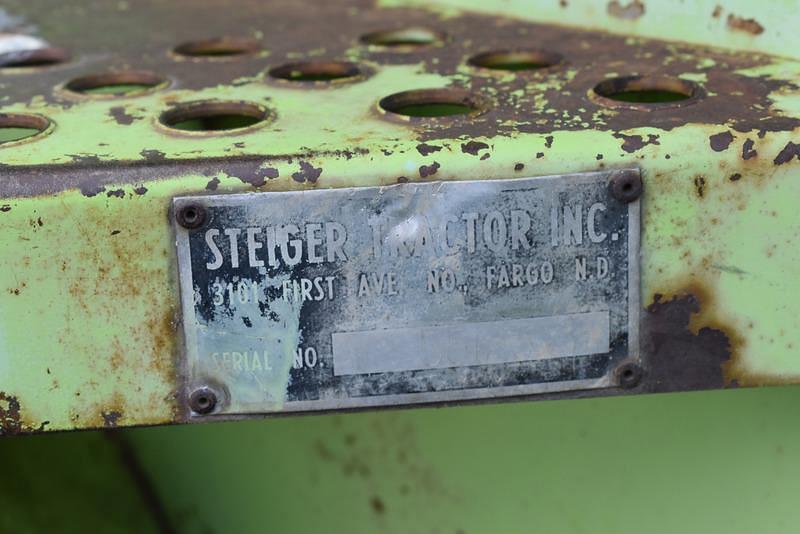 STEIGER TRACTOR INC.
3101 FIRST AVE NO., FARGO N.D.
SERIAL NO.